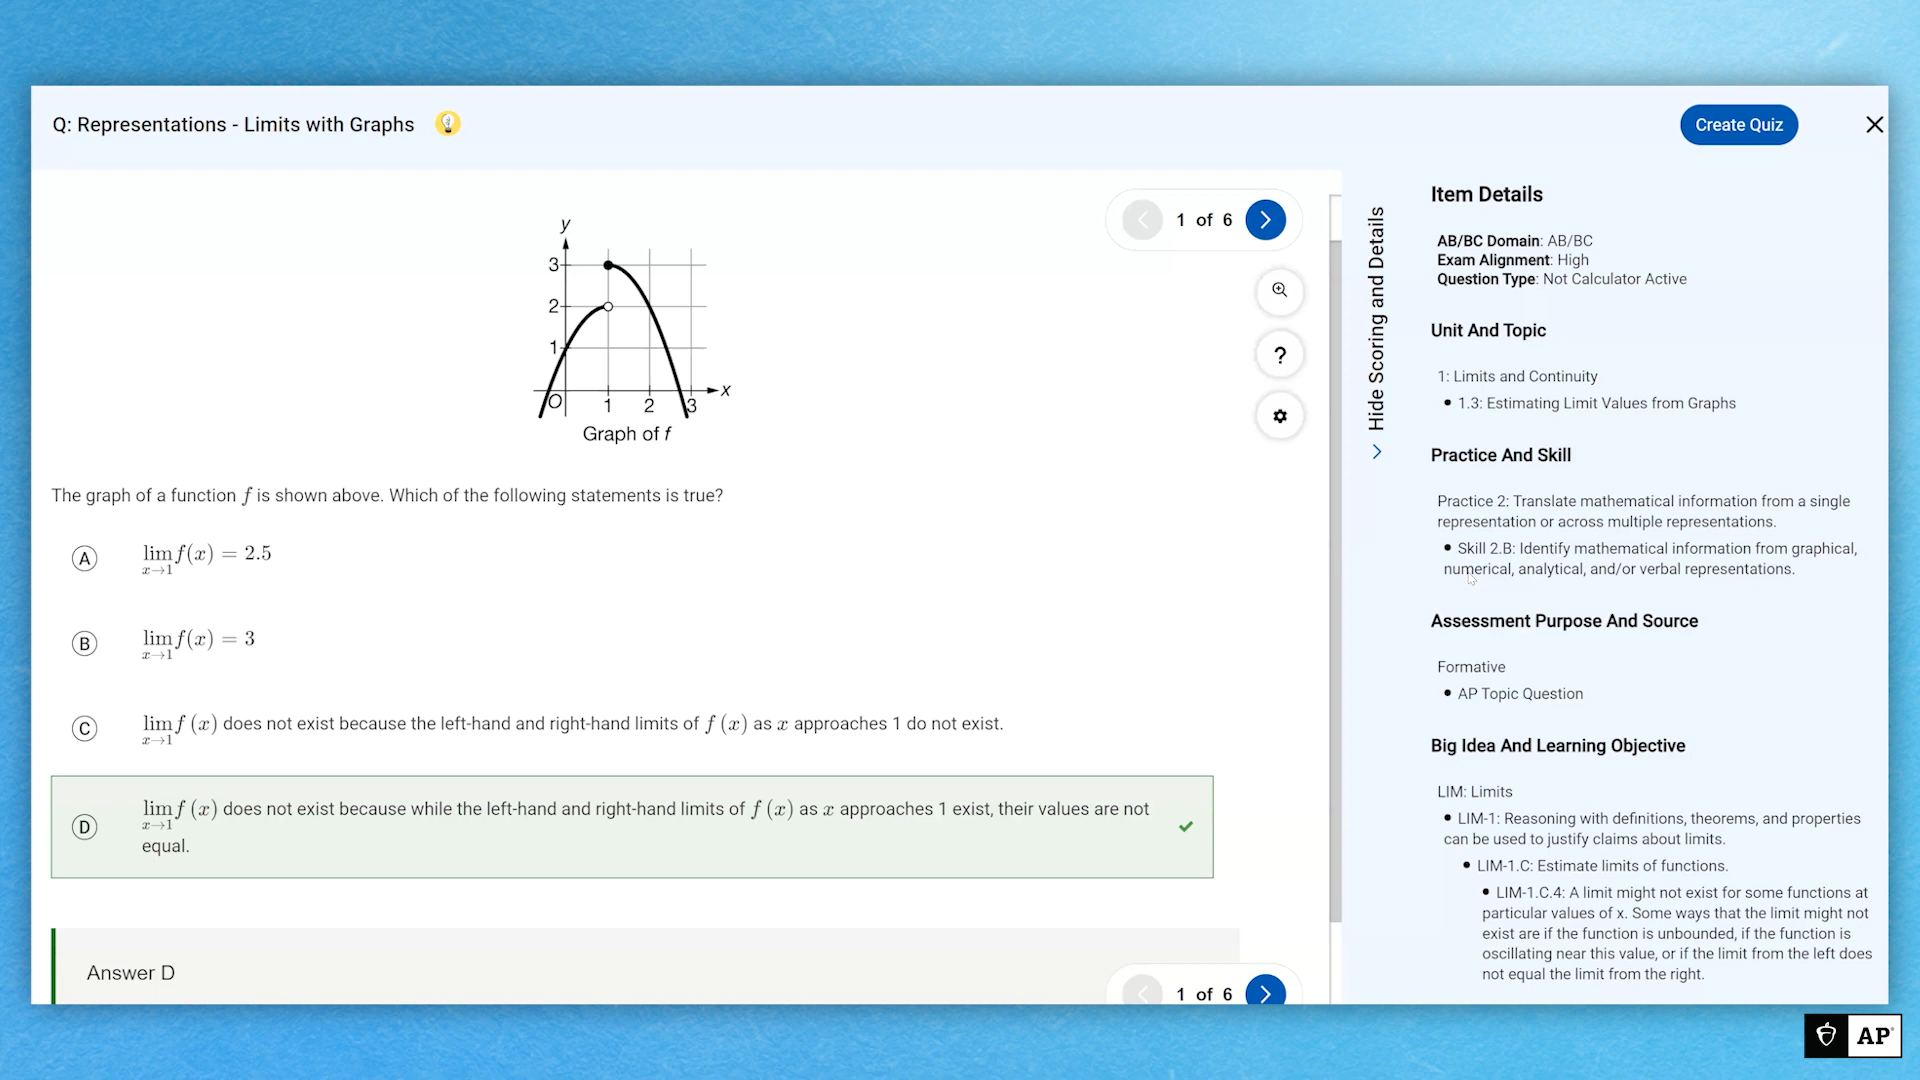 Q: Representations - Limits with Graphs
Create Quiz
1 of 6
y
3
2
1
O
1
2
3
x
Graph of f
?
The graph of a function f is shown above. Which of the following statements is true?
A
lim f(x) = 2.5
x→1
B
lim f(x) = 3
x→1
C
lim f (x) does not exist because the left-hand and right-hand limits of f (x) as x approaches 1 do not exist.
x→1
D
lim f (x) does not exist because while the left-hand and right-hand limits of f (x) as x approaches 1 exist, their values are not
x→1
equal.
Answer D
1 of 6
Hide Scoring and Details
Item Details
AB/BC Domain: AB/BC
Exam Alignment: High
Question Type: Not Calculator Active
Unit And Topic
1: Limits and Continuity
• 1.3: Estimating Limit Values from Graphs
Practice And Skill
Practice 2: Translate mathematical information from a single
representation or across multiple representations.
• Skill 2.B: Identify mathematical information from graphical,
numerical, analytical, and/or verbal representations.
Assessment Purpose And Source
Formative
• AP Topic Question
Big Idea And Learning Objective
LIM: Limits
• LIM-1: Reasoning with definitions, theorems, and properties
can be used to justify claims about limits.
• LIM-1.C: Estimate limits of functions.
• LIM-1.C.4: A limit might not exist for some functions at
particular values of x. Some ways that the limit might not
exist are if the function is unbounded, if the function is
oscillating near this value, or if the limit from the left does
not equal the limit from the right.
AP®